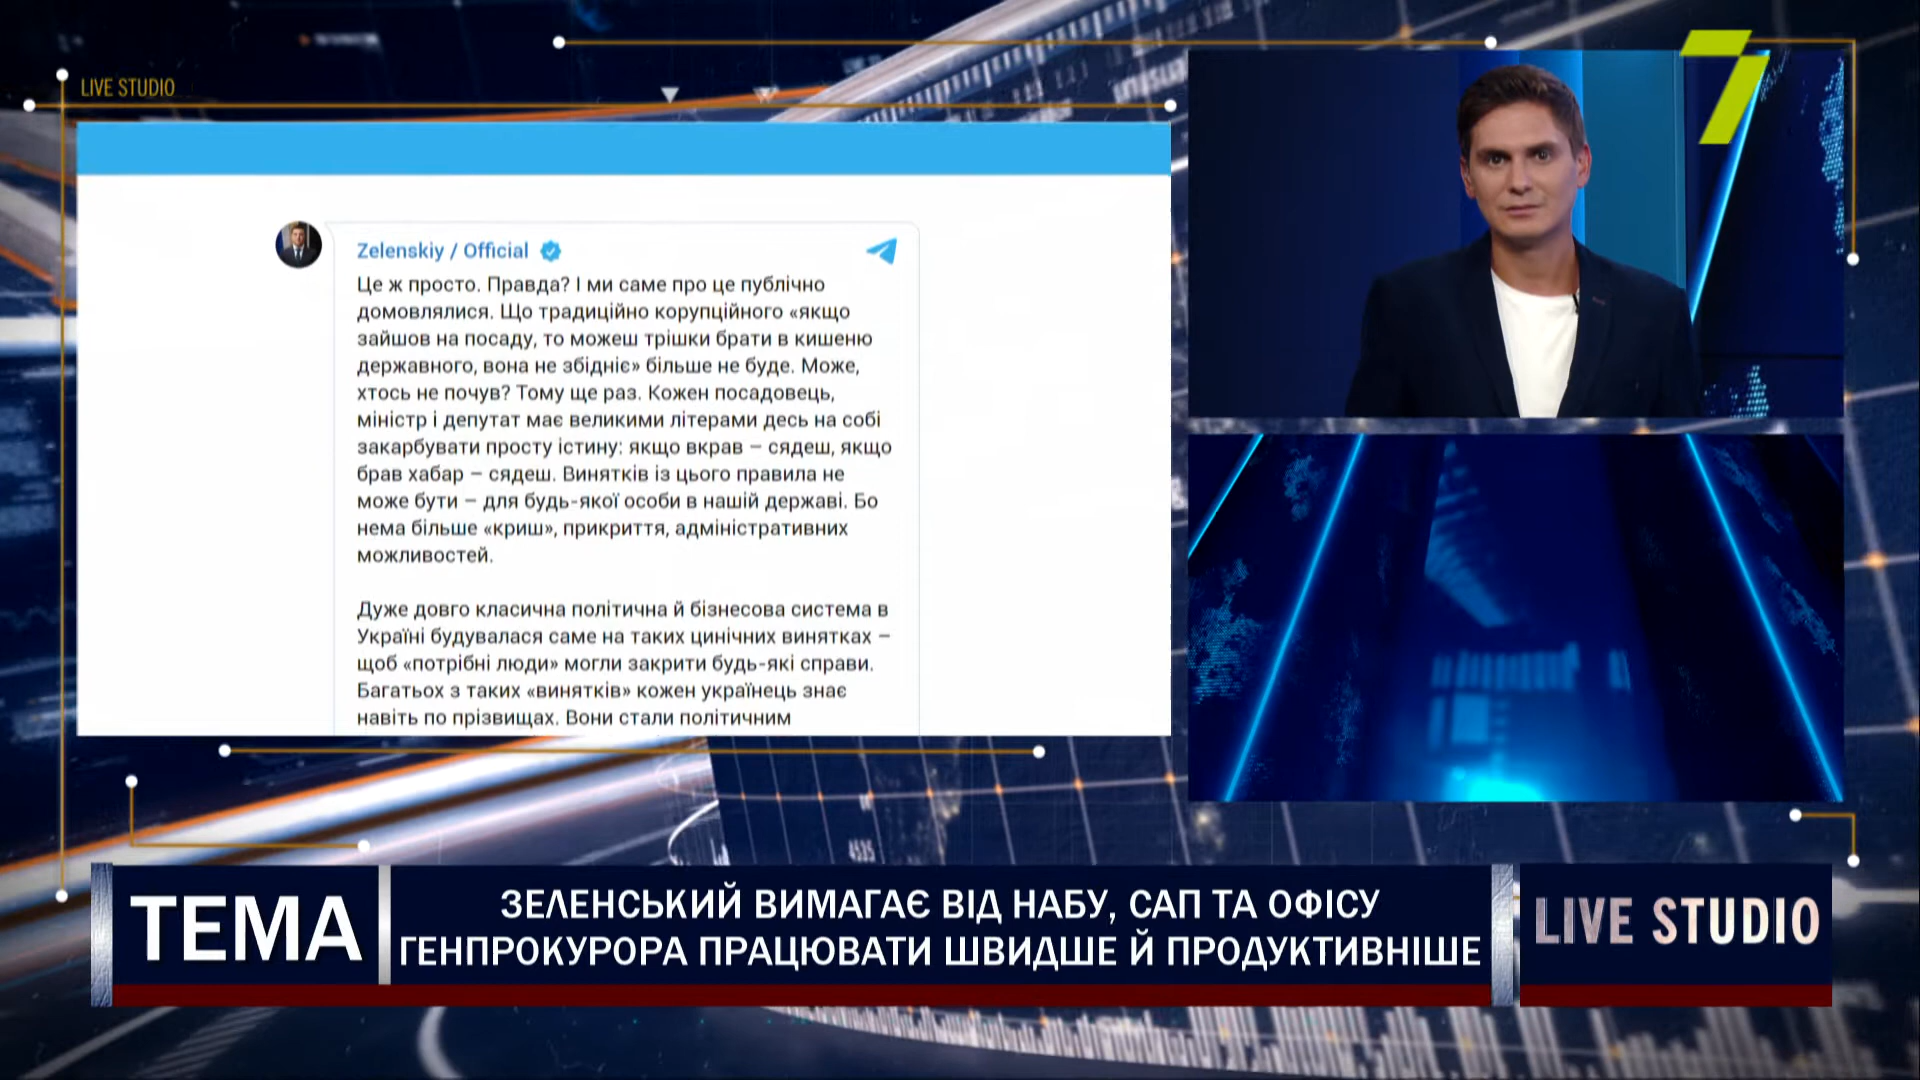 LIVE STUDIO
7
Zelenskiy / Official
Це ж просто. Правда? І ми саме про це публічно
домовлялися. Що традиційно корупційного «якщо
зайшов на посаду, то можеш трішки брати в кишеню
державного, вона не збідніє» більше не буде. Може,
хтось не почув? Тому ще раз. Кожен посадовець,
міністр і депутат має великими літерами десь на собі
закарбувати просту істину: якщо вкрав – сядеш, якщо
брав хабар – сядеш. Винятків із цього правила не
може бути – для будь-якої особи в нашій державі. Бо
нема більше «криш», прикриття, адміністративних
можливостей.
Дуже довго класична політична й бізнесова система в
Україні будувалася саме на таких цинічних винятках –
щоб «потрібні люди» могли закрити будь-які справи.
Багатьох з таких «винятків» кожен українець знає
навіть по прізвищах. Вони стали політичним
ТЕМА
ЗЕЛЕНСЬКИЙ ВИМАГАЄ ВІД НАБУ, САП ТА ОФІСУ
ГЕНПРОКУРОРА ПРАЦЮВАТИ ШВИДШЕ Й ПРОДУКТИВНІШЕ
LIVE STUDIO